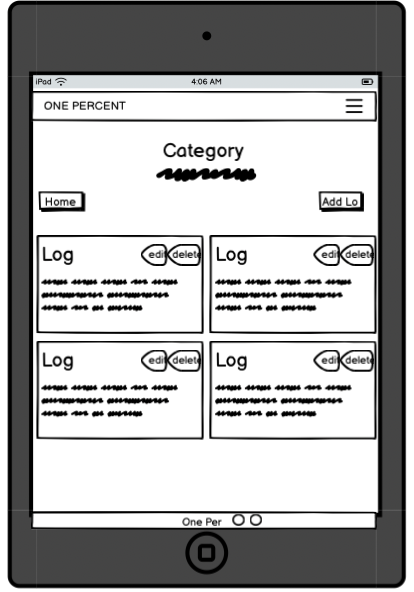 iPod 4:06 AM
ONE PERCENT
Category
Home Add Lo
Log edit delete Log edit delete
Log edit delete Log edit delete
One Per